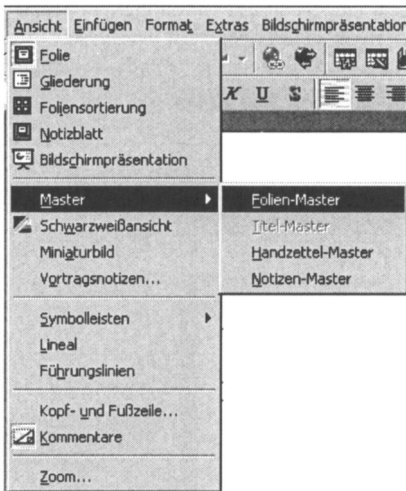 Ansicht Einfügen Format Extras Bildschirmpräsentation
Folie
Gliederung
Foliensortierung
K U S
Notizblatt
Bildschirmpräsentation
Master Folien-Master
Schwarzweißansicht Titel-Master
Miniaturbild Handzettel-Master
Vortragsnotizen... Notizen-Master
Symbolleisten
Lineal
Führungslinien
Kopf- und Fußzeile...
Kommentare
Zoom...